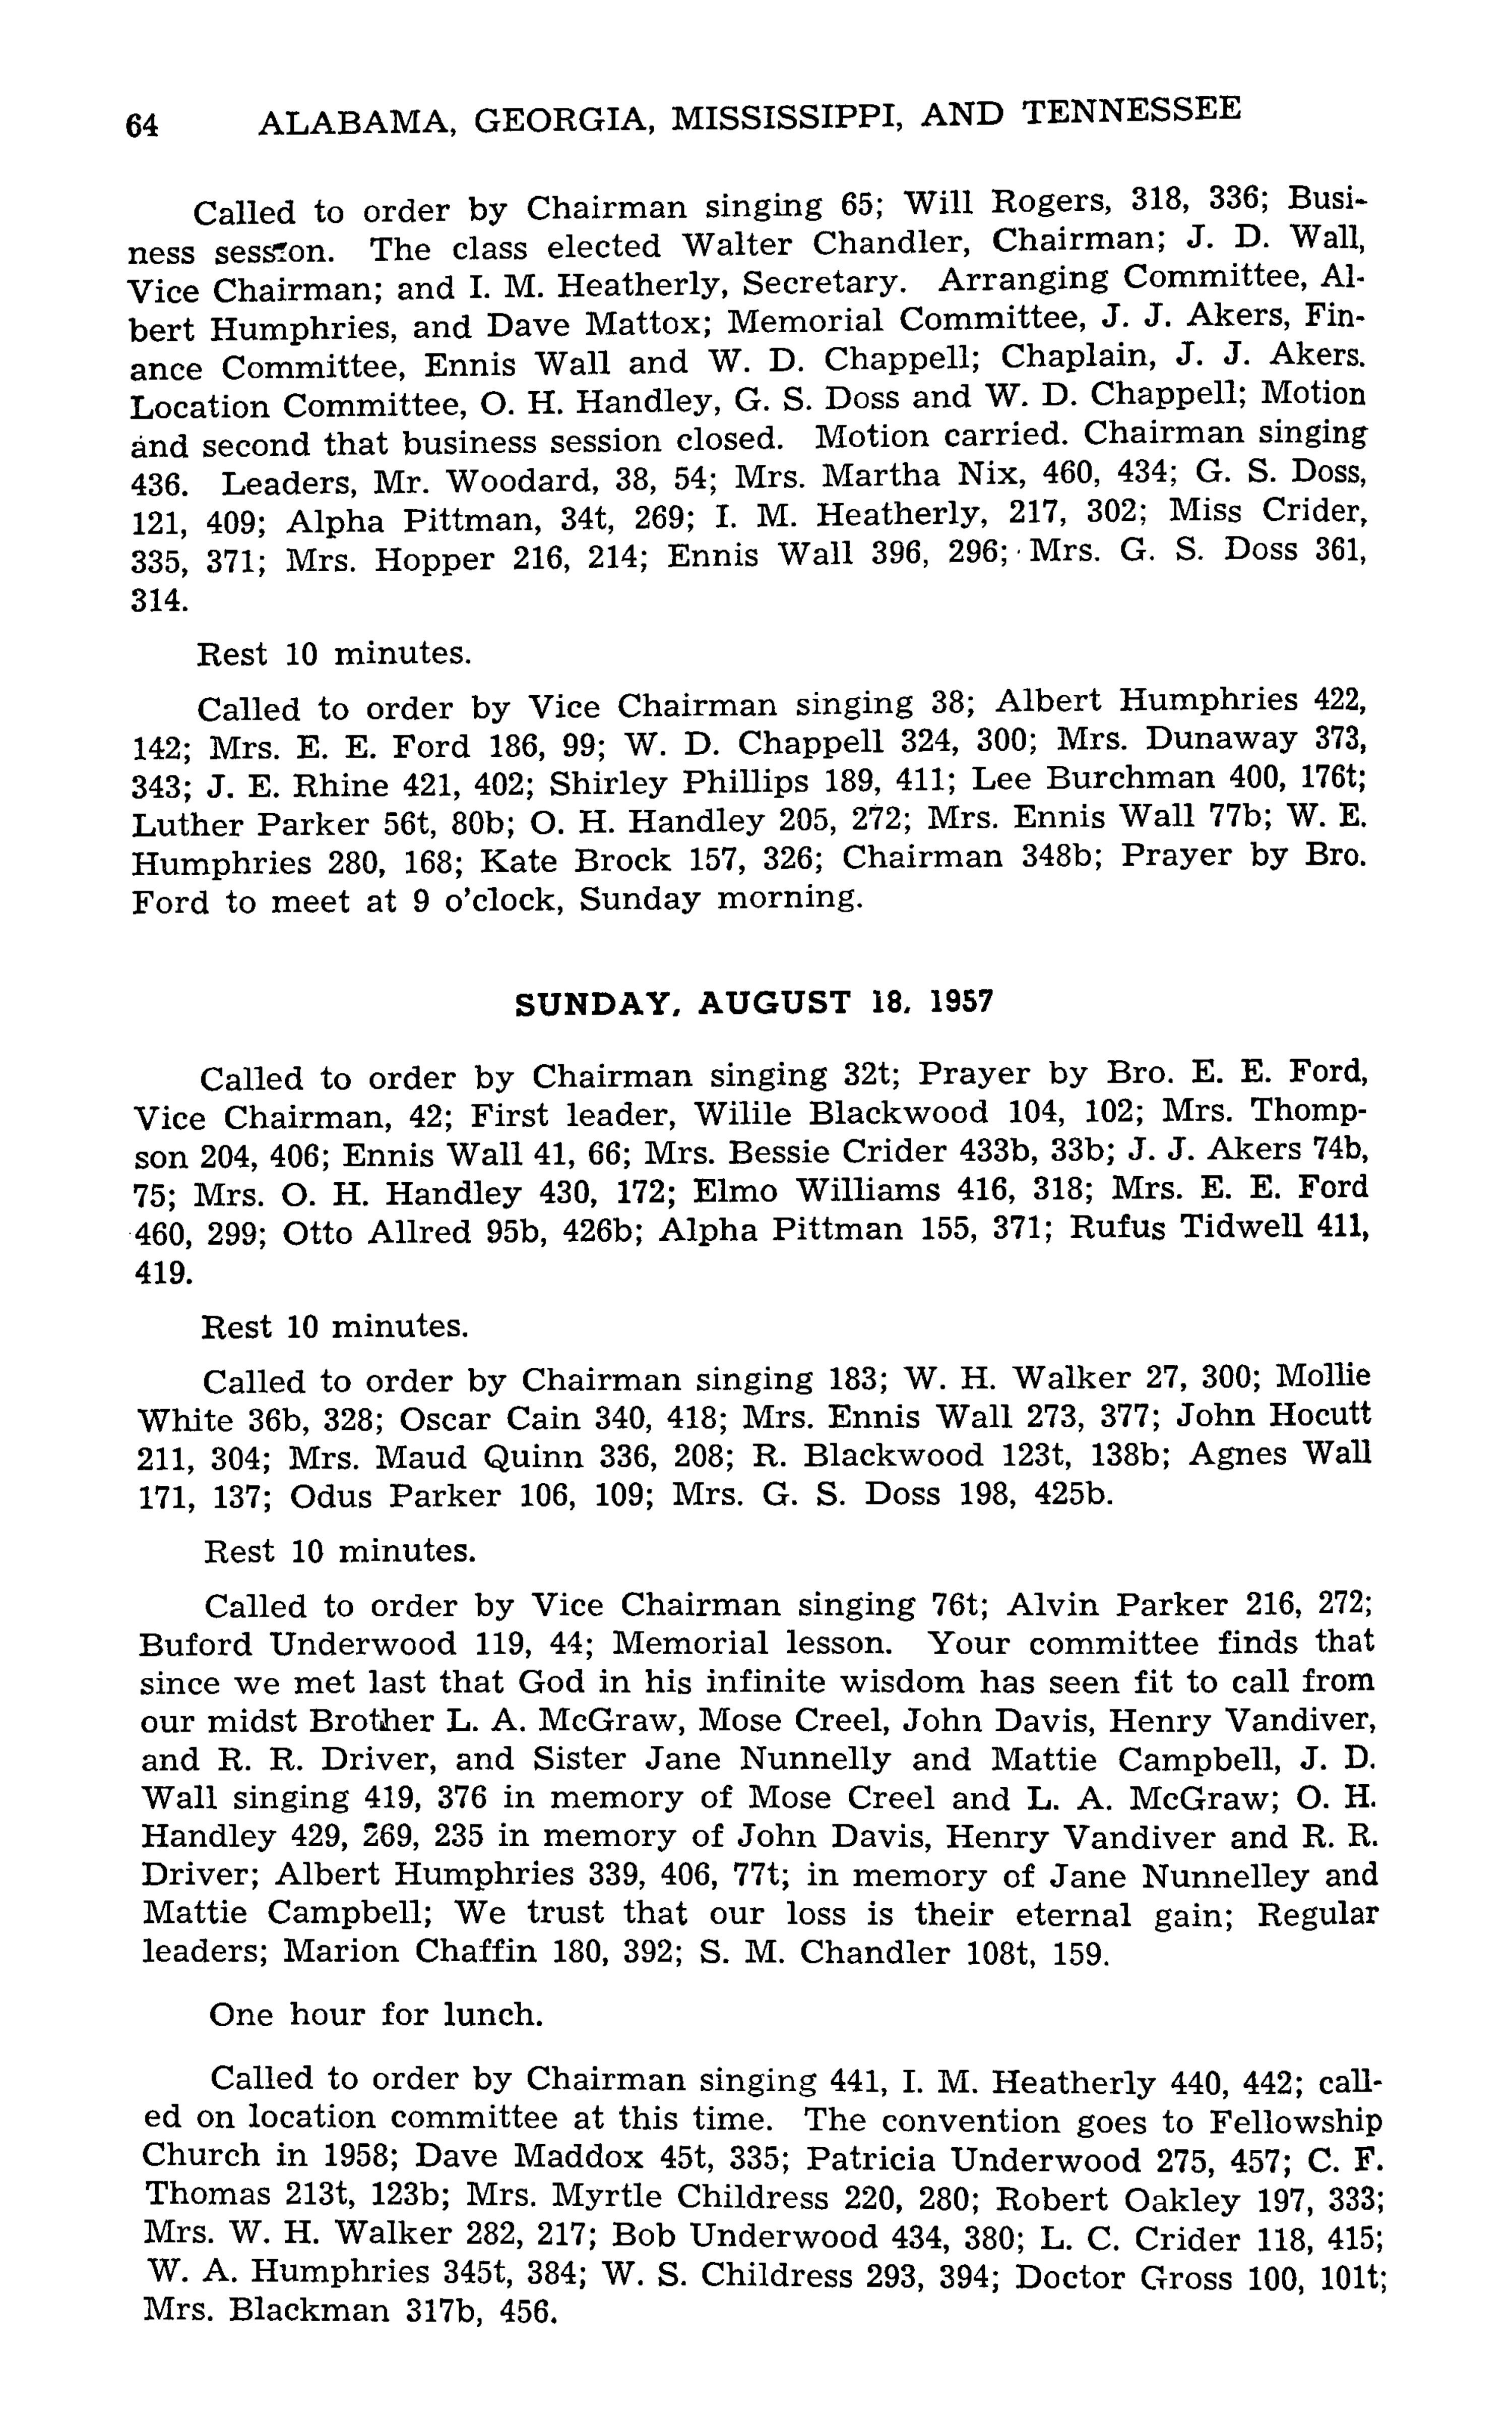 64 ALABAMA, GEORGIA, MISSISSIPPI, AND TENNESSEE
Called to order by Chairman singing 65; Will Rogers, 318, 336; Busi-
ness session. The class elected Walter Chandler, Chairman; J. D. Wall,
Vice Chairman; and I. M. Heatherly, Secretary. Arranging Committee, Al-
bert Humphries, and Dave Mattox; Memorial Committee, J. J. Akers, Fin-
ance Committee, Ennis Wall and W. D. Chappell; Chaplain, J. J. Akers.
Location Committee, O. H. Handley, G. S. Doss and W. D. Chappell; Motion
and second that business session closed. Motion carried. Chairman singing
436. Leaders, Mr. Woodard, 38, 54; Mrs. Martha Nix, 460, 434; G. S. Doss,
121, 409; Alpha Pittman, 34t, 269; I. M. Heatherly, 217, 302; Miss Crider,
335, 371; Mrs. Hopper 216, 214; Ennis Wall 396, 296; Mrs. G. S. Doss 361,
314.
Rest 10 minutes.
Called to order by Vice Chairman singing 38; Albert Humphries 422,
142; Mrs. E. E. Ford 186, 99; W. D. Chappell 324, 300; Mrs. Dunaway 373,
343; J. E. Rhine 421, 402; Shirley Phillips 189, 411; Lee Burchman 400, 176t;
Luther Parker 56t, 80b; O. H. Handley 205, 272; Mrs. Ennis Wall 77b; W. E.
Humphries 280, 168; Kate Brock 157, 326; Chairman 348b; Prayer by Bro.
Ford to meet at 9 o'clock, Sunday morning.
SUNDAY, AUGUST 18, 1957
Called to order by Chairman singing 32t; Prayer by Bro. E. E. Ford,
Vice Chairman, 42; First leader, Wilile Blackwood 104, 102; Mrs. Thomp-
son 204, 406; Ennis Wall 41, 66; Mrs. Bessie Crider 433b, 33b; J. J. Akers 74b,
75; Mrs. O. H. Handley 430, 172; Elmo Williams 416, 318; Mrs. E. E. Ford
460, 299; Otto Allred 95b, 426b; Alpha Pittman 155, 371; Rufus Tidwell 411,
419.
Rest 10 minutes.
Called to order by Chairman singing 183; W. H. Walker 27, 300; Mollie
White 36b, 328; Oscar Cain 340, 418; Mrs. Ennis Wall 273, 377; John Hocutt
211, 304; Mrs. Maud Quinn 336, 208; R. Blackwood 123t, 138b; Agnes Wall
171, 137; Odus Parker 106, 109; Mrs. G. S. Doss 198, 425b.
Rest 10 minutes.
Called to order by Vice Chairman singing 76t; Alvin Parker 216, 272;
Buford Underwood 119, 44; Memorial lesson. Your committee finds that
since we met last that God in his infinite wisdom has seen fit to call from
our midst Brother L. A. McGraw, Mose Creel, John Davis, Henry Vandiver,
and R. R. Driver, and Sister Jane Nunnelly and Mattie Campbell, J. D.
Wall singing 419, 376 in memory of Mose Creel and L. A. McGraw; O. H.
Handley 429, 269, 235 in memory of John Davis, Henry Vandiver and R. R.
Driver; Albert Humphries 339, 406, 77t; in memory of Jane Nunnelley and
Mattie Campbell; We trust that our loss is their eternal gain; Regular
leaders; Marion Chaffin 180, 392; S. M. Chandler 108t, 159.
One hour for lunch.
Called to order by Chairman singing 441, I. M. Heatherly 440, 442; call-
ed on location committee at this time. The convention goes to Fellowship
Church in 1958; Dave Maddox 45t, 335; Patricia Underwood 275, 457; C. F.
Thomas 213t, 123b; Mrs. Myrtle Childress 220, 280; Robert Oakley 197, 333;
Mrs. W. H. Walker 282, 217; Bob Underwood 434, 380; L. C. Crider 118, 415;
W. A. Humphries 345t, 384; W. S. Childress 293, 394; Doctor Gross 100, 101t;
Mrs. Blackman 317b, 456.